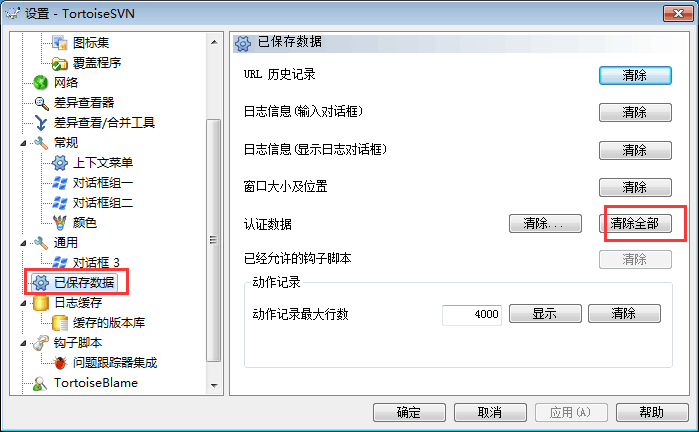 设置 - TortoiseSVN
图标集
覆盖程序
网络
差异查看器
差异查看/合并工具
常规
上下文菜单
对话框组一
对话框组二
颜色
通用
对话框 3
已保存数据
日志缓存
缓存的版本库
钩子脚本
问题跟踪器集成
TortoiseBlame
已保存数据
URL 历史记录 清除
日志信息(输入对话框) 清除
日志信息(显示日志对话框) 清除
窗口大小及位置 清除
认证数据 清除... 清除全部
已经允许的钩子脚本 清除
动作记录
动作记录最大行数 4000 显示 清除
确定 取消 应用(A) 帮助